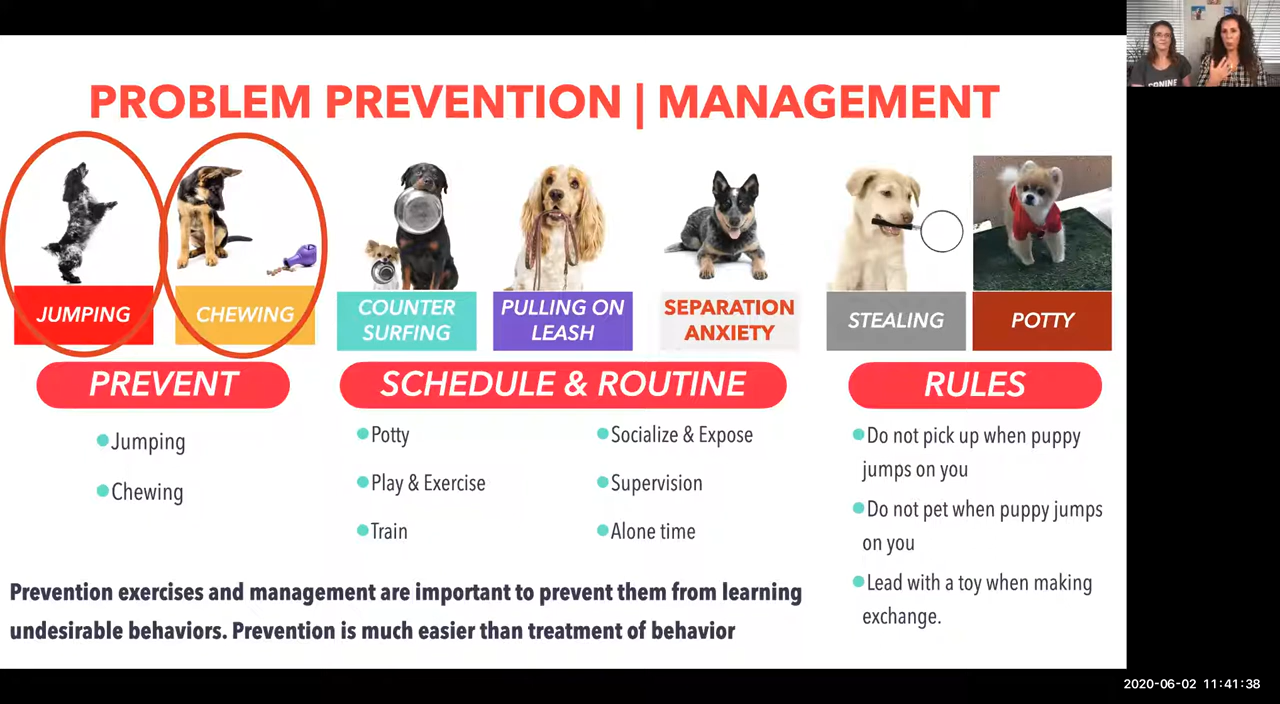 PROBLEM PREVENTION | MANAGEMENT
JUMPING
CHEWING
COUNTER
SURFING
PULLING ON
LEASH
SEPARATION
ANXIETY
STEALING
POTTY
PREVENT
Jumping
Chewing
SCHEDULE & ROUTINE
Potty
Play & Exercise
Train
Socialize & Expose
Supervision
Alone time
RULES
Do not pick up when puppy
jumps on you
Do not pet when puppy jumps
on you
Lead with a toy when making
exchange.
Prevention exercises and management are important to prevent them from learning
undesirable behaviors. Prevention is much easier than treatment of behavior
CANINE
2020-06-02 11:41:38